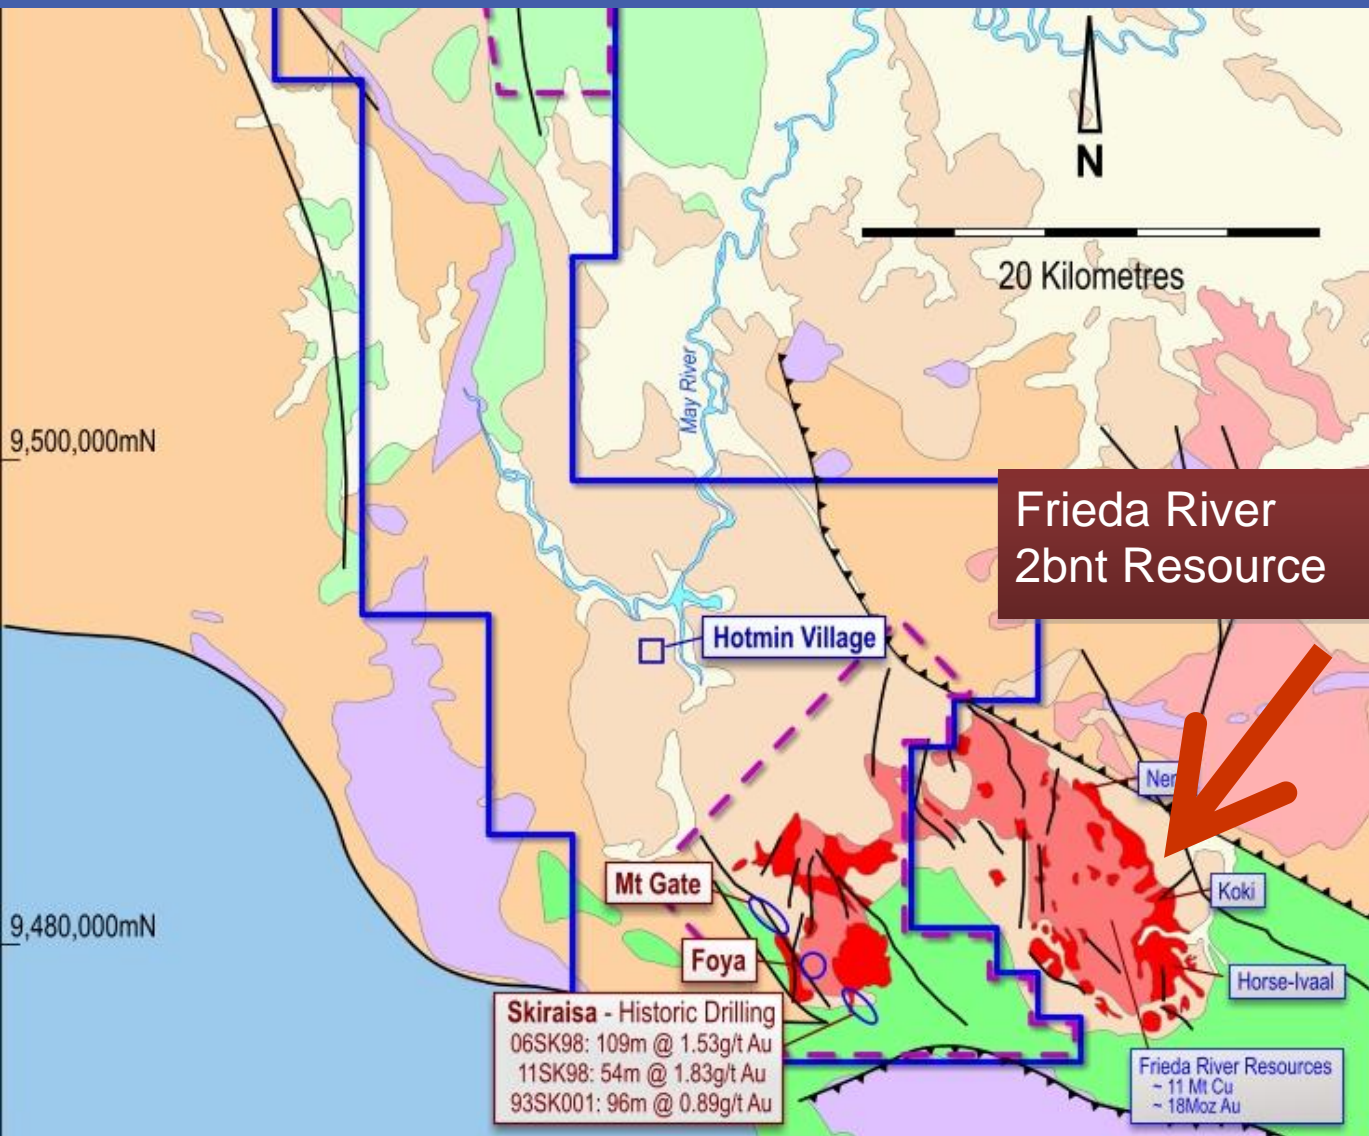 N
20 Kilometres
May River
9,500,000mN
Frieda River
2bnt Resource
Hotmin Village
Mt Gate
Koki
9,480,000mN
Foya
Horse-Ivaal
Skiraisa - Historic Drilling
06SK98: 109m @ 1.53g/t Au
11SK98: 54m @ 1.83g/t Au
93SK001: 96m @ 0.89g/t Au
Frieda River Resources
~ 11 Mt Cu
~ 18Moz Au